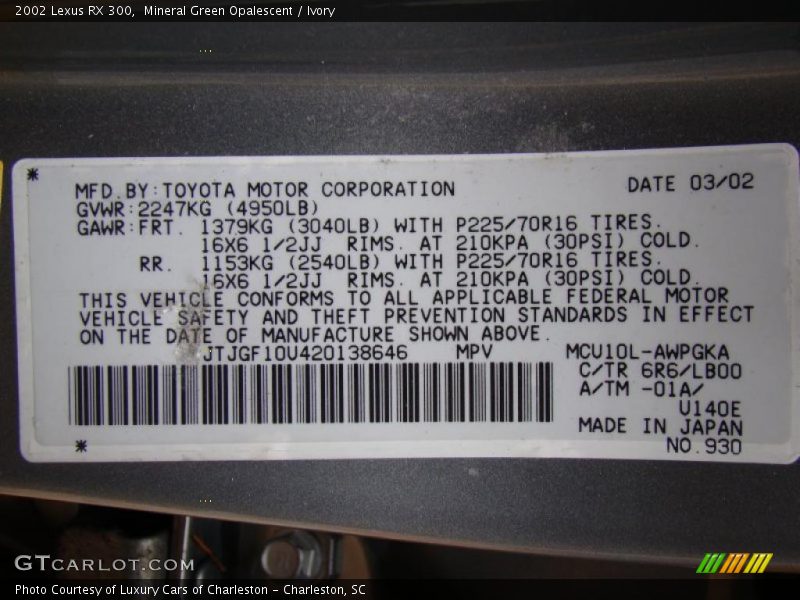 2002 Lexus RX 300,  Mineral Green Opalescent / Ivory
* MFD.BY:TOYOTA MOTOR CORPORATION DATE 03/02
GVWR:2247KG (4950LB)
GAWR:FRT. 1379KG (3040LB) WITH P225/70R16 TIRES.
16X6 1/2JJ RIMS. AT 210KPA (30PSI) COLD.
RR. 1153KG (2540LB) WITH P225/70R16 TIRES.
16X6 1/2JJ RIMS. AT 210KPA (30PSI) COLD.
THIS VEHICLE CONFORMS TO ALL APPLICABLE FEDERAL MOTOR
VEHICLE SAFETY AND THEFT PREVENTION STANDARDS IN EFFECT
ON THE DATE OF MANUFACTURE SHOWN ABOVE.
JTJGF10U420138646 MPV MCU10L-AWPGKA
C/TR 6R6/LB00
A/TM -01A/
U140E
MADE IN JAPAN
* NO.930
GTCARLOT.COM
Photo Courtesy of Luxury Cars of Charleston - Charleston, SC